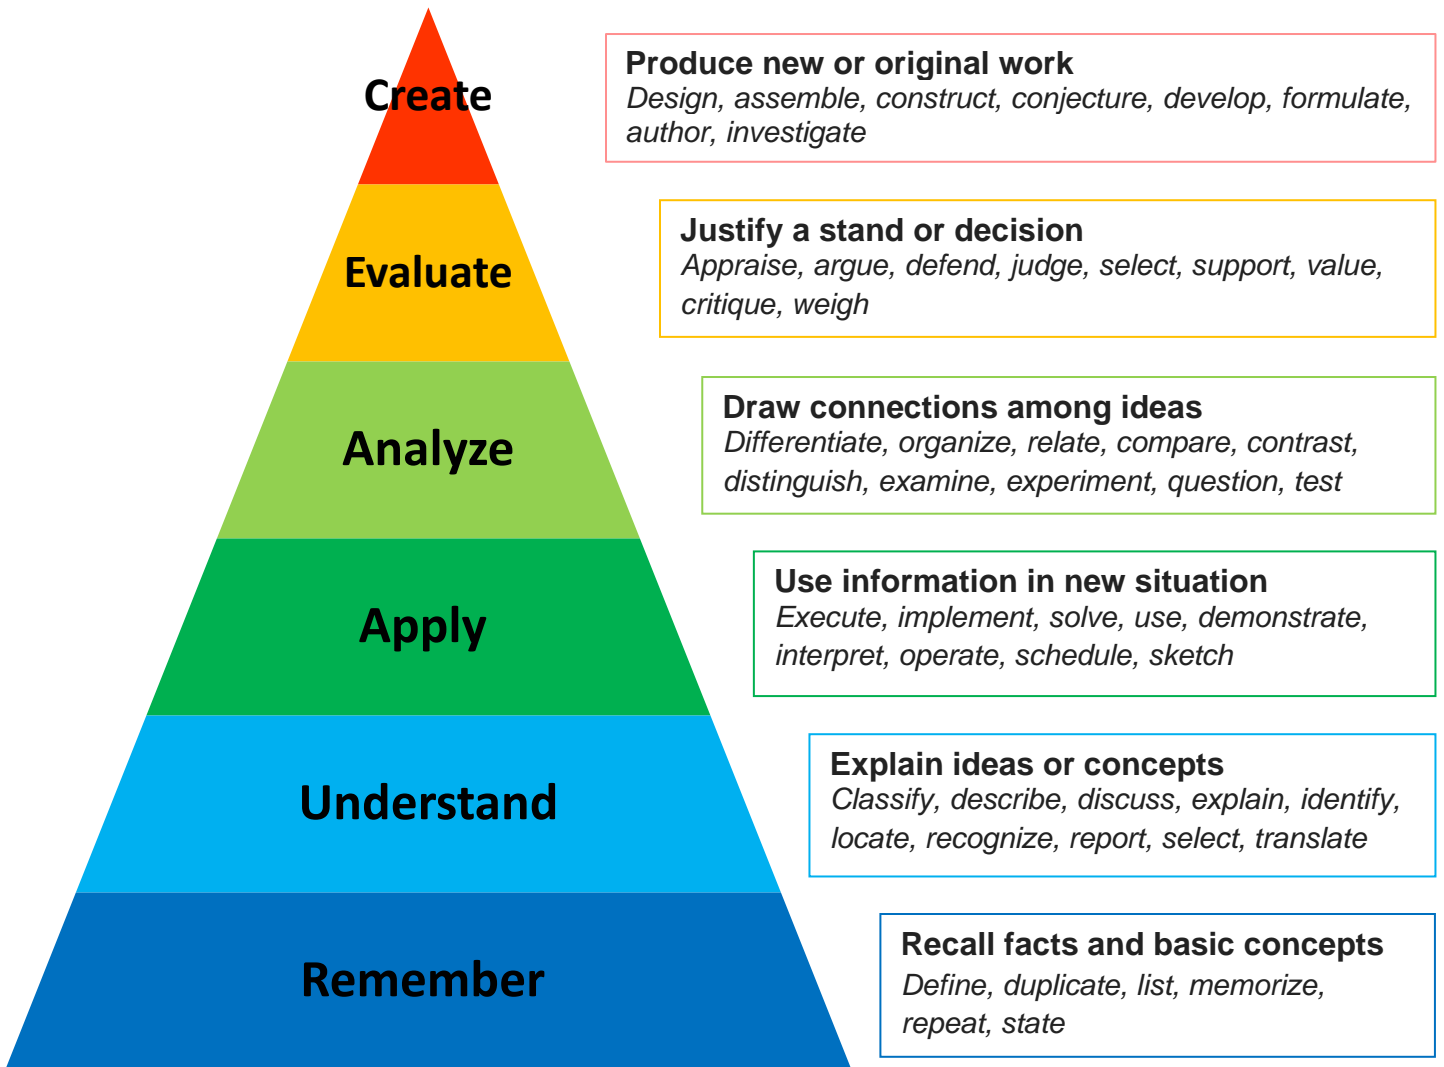 Create
Produce new or original work
Design, assemble, construct, conjecture, develop, formulate,
author, investigate
Evaluate
Justify a stand or decision
Appraise, argue, defend, judge, select, support, value,
critique, weigh
Analyze
Draw connections among ideas
Differentiate, organize, relate, compare, contrast,
distinguish, examine, experiment, question, test
Apply
Use information in new situation
Execute, implement, solve, use, demonstrate,
interpret, operate, schedule, sketch
Understand
Explain ideas or concepts
Classify, describe, discuss, explain, identify,
locate, recognize, report, select, translate
Remember
Recall facts and basic concepts
Define, duplicate, list, memorize,
repeat, state